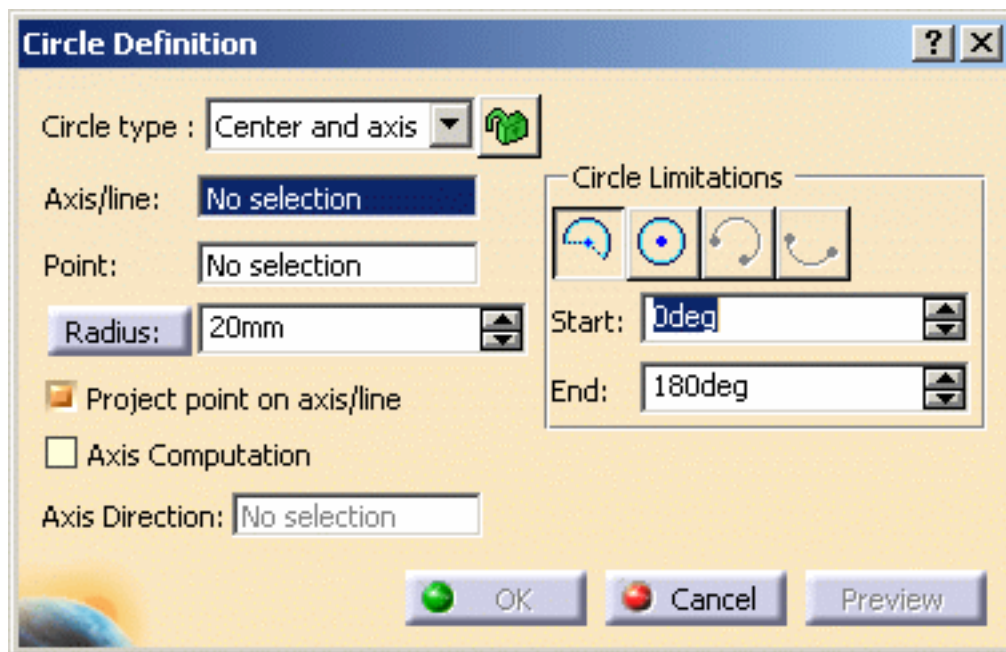 Circle Definition
Circle type : Center and axis
Axis/line: No selection
Point: No selection
Radius: 20mm
Project point on axis/line
Axis Computation
Axis Direction: No selection
Circle Limitations
Start: 0deg
End: 180deg
OK Cancel Preview